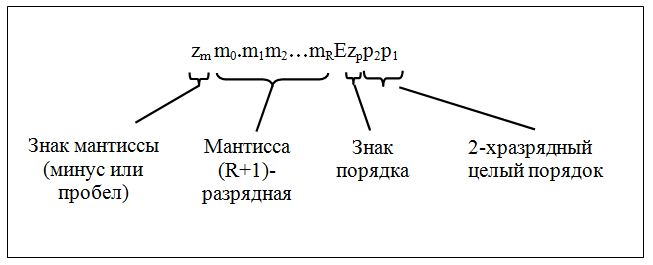 zm m0.m1m2…mREzpp2p1
Знак мантиссы
(минус или
пробел)
Мантисса
(R+1)-
разрядная
Знак
порядка
2-хразрядный
целый порядок